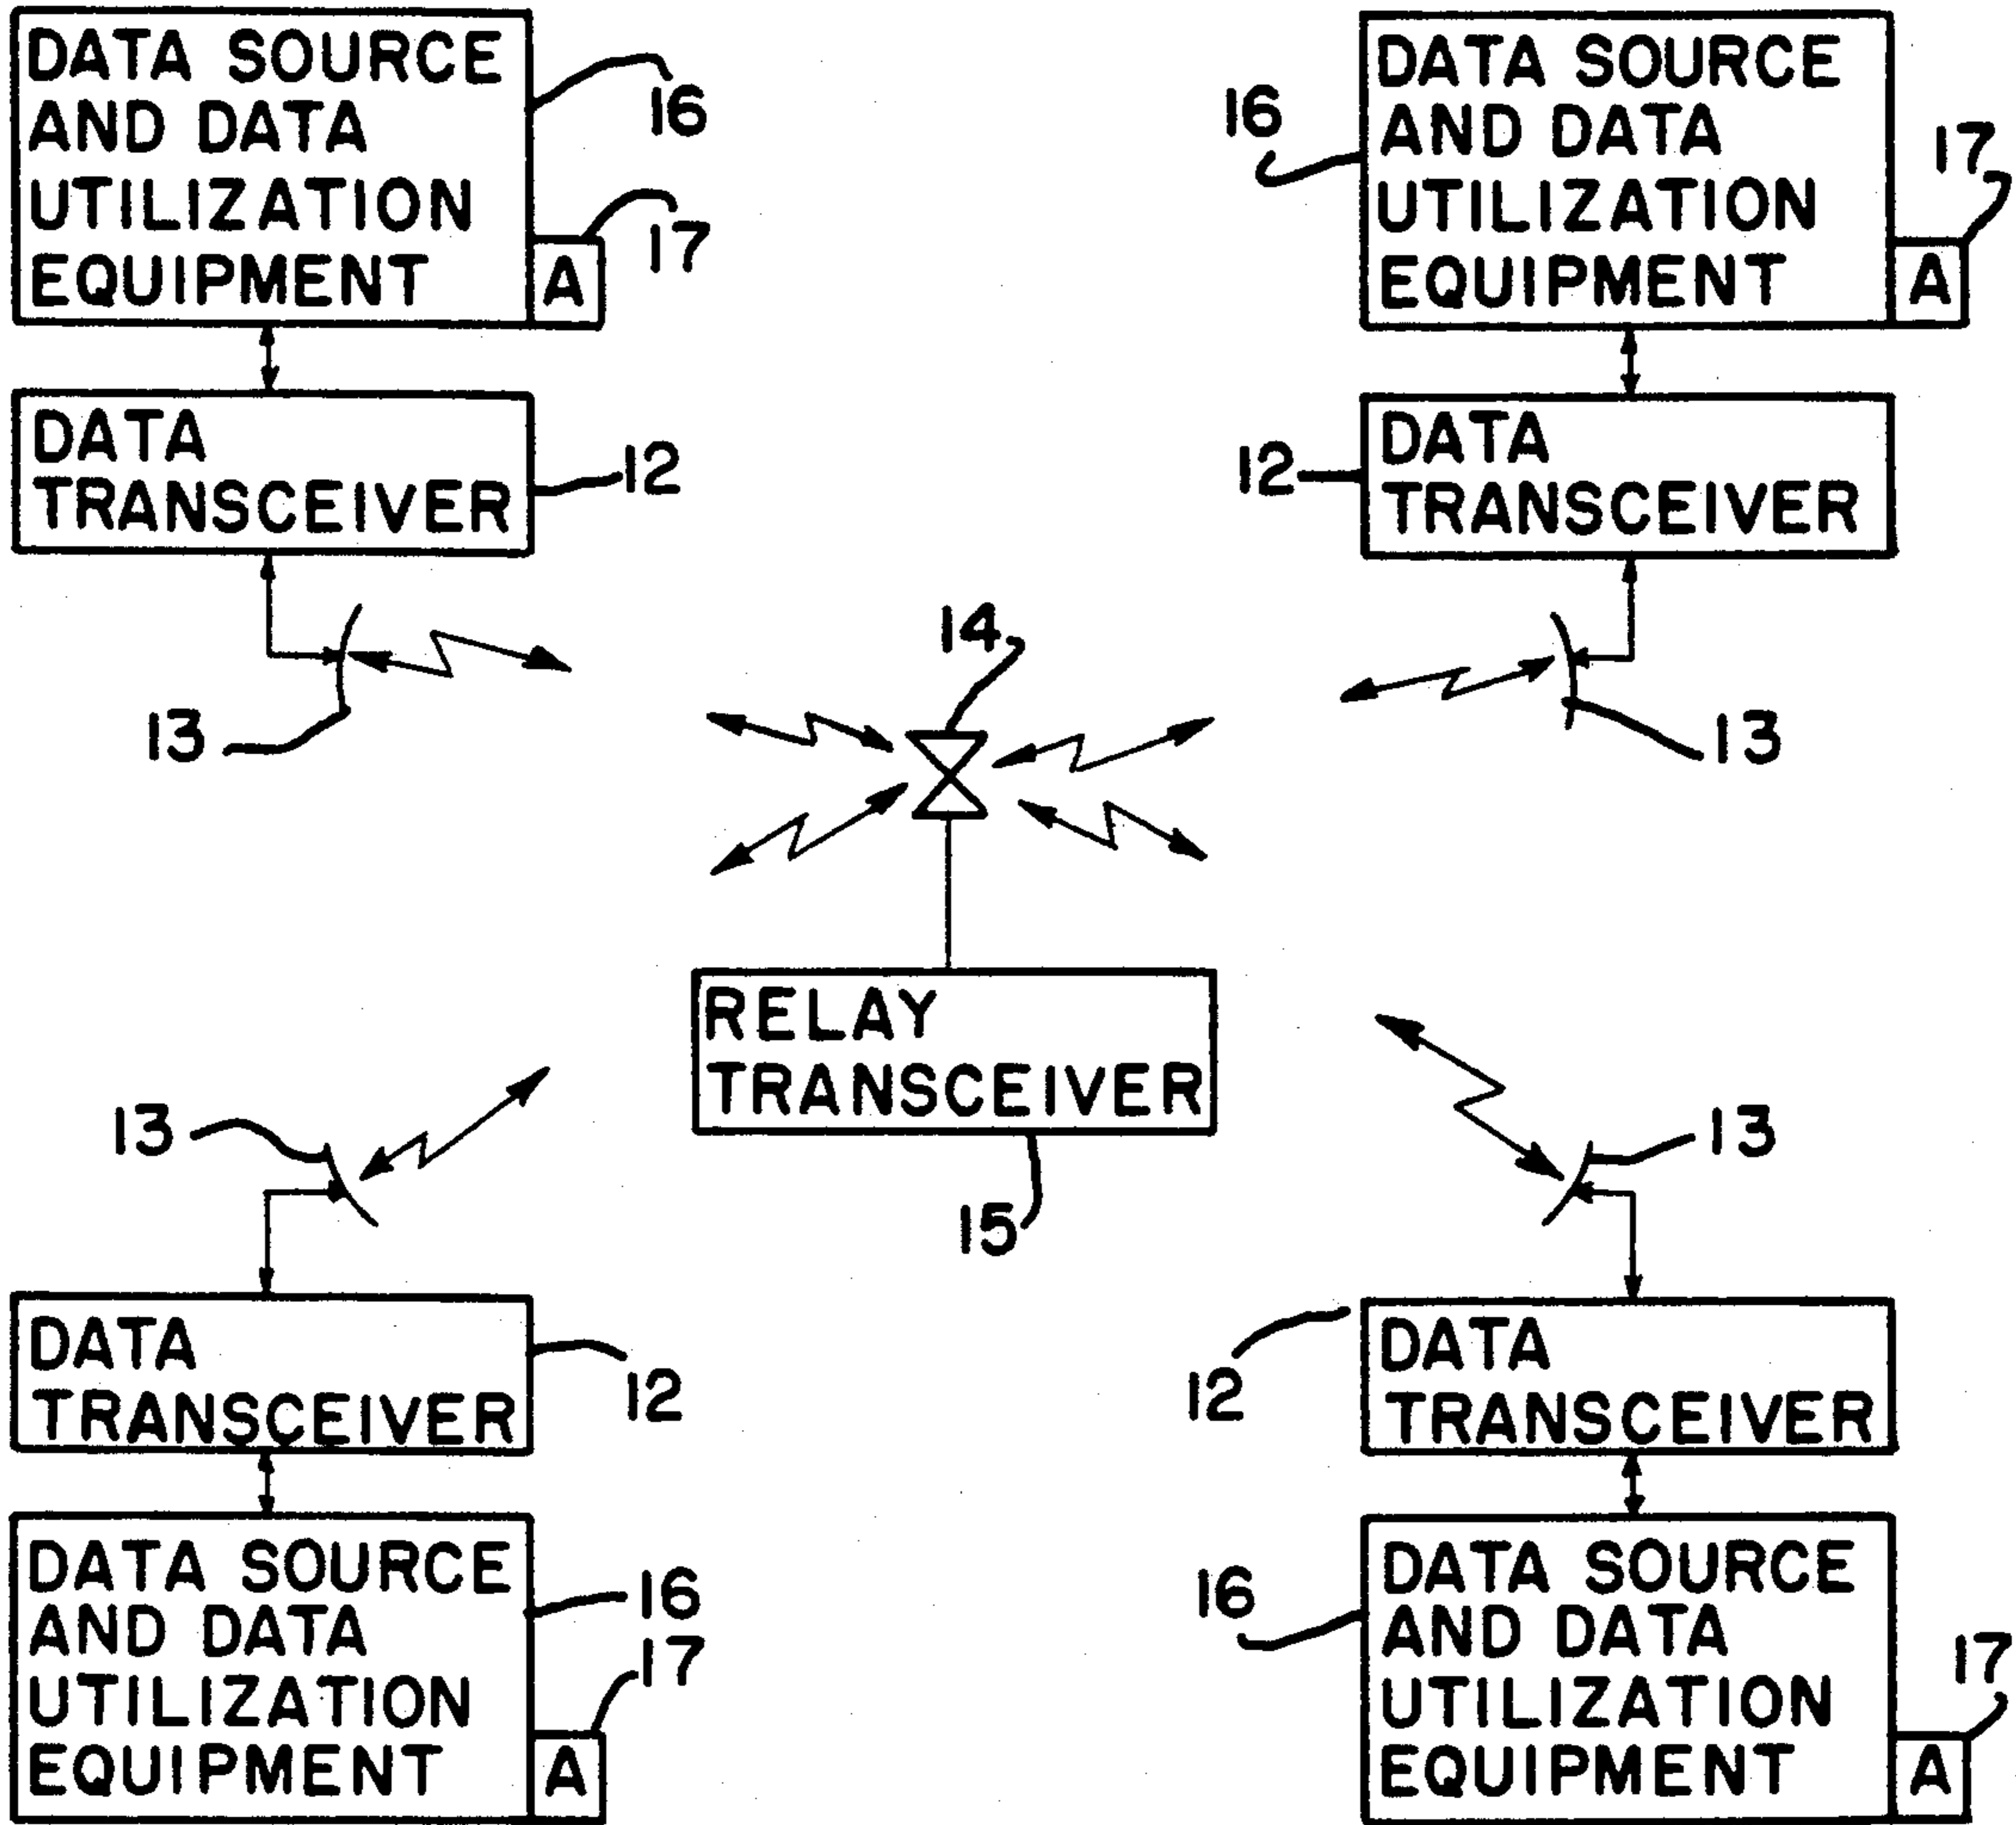 DATA SOURCE
AND DATA
UTILIZATION
EQUIPMENT
A
16
17
DATA SOURCE
AND DATA
UTILIZATION
EQUIPMENT
A
16
17
DATA
TRANSCEIVER
12
DATA
TRANSCEIVER
12
13
14
13
RELAY
TRANSCEIVER
15
13
13
DATA
TRANSCEIVER
12
DATA
TRANSCEIVER
12
DATA SOURCE
AND DATA
UTILIZATION
EQUIPMENT
A
16
17
DATA SOURCE
AND DATA
UTILIZATION
EQUIPMENT
A
16
17